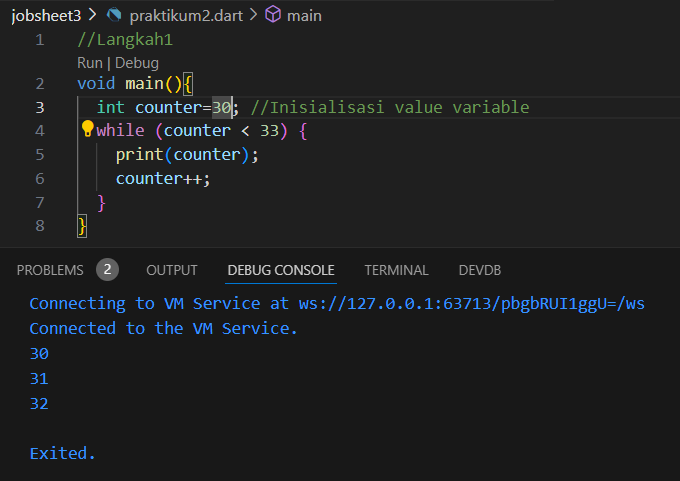 jobsheet3 > praktikum2.dart > main
1 //Langkah1
Run | Debug
2 void main(){
3 int counter=30; //Inisialisasi value variable
4 while (counter < 33) {
5 print(counter);
6 counter++;
7 }
8 }
PROBLEMS 2 OUTPUT DEBUG CONSOLE TERMINAL DEVDB
Connecting to VM Service at ws://127.0.0.1:63713/pbgbRUI1ggU=/ws
Connected to the VM Service.
30
31
32
Exited.